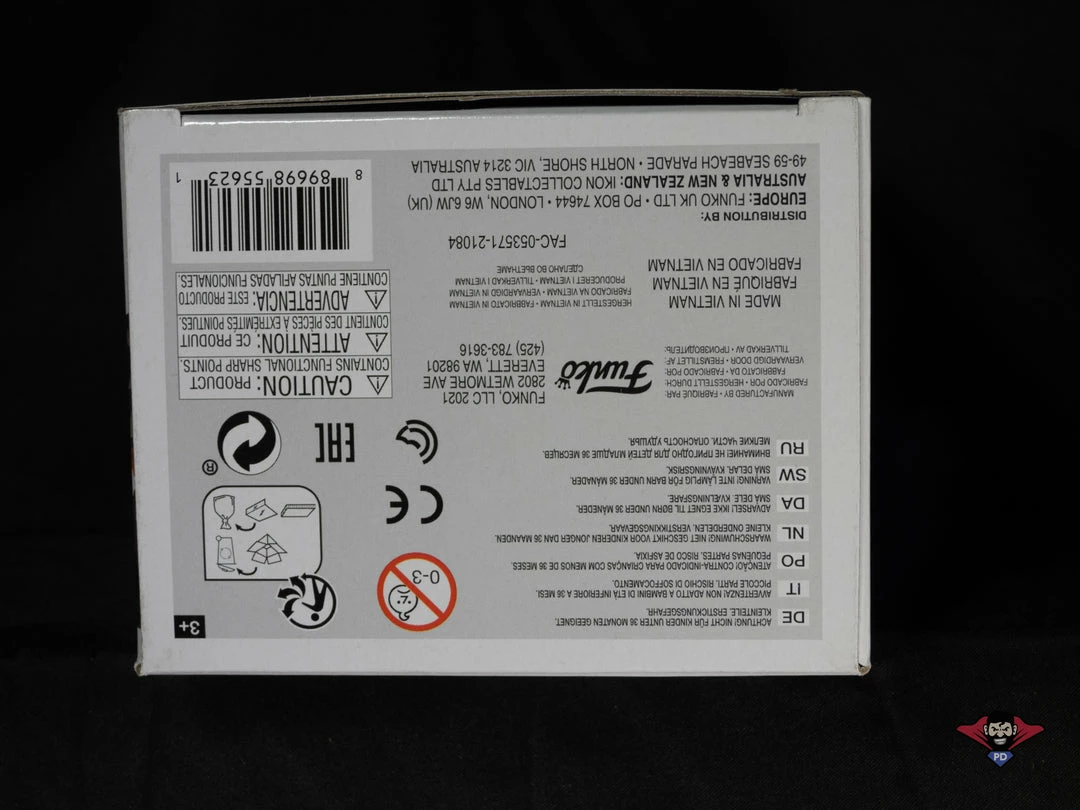 3+
0-3
DE
ACHTUNG! NICHT FÜR KINDER UNTER 36 MONATEN GEEIGNET.
KLEINTEILE. ERSTICKUNGSGEFAHR.
IT
AVVERTENZA! NON ADATTO A BAMBINI DI ETÀ INFERIORE A 36 MESI.
PICCOLE PARTI. RISCHIO DI SOFFOCAMENTO.
PO
ATENÇÃO! CONTRA-INDICADO PARA CRIANÇAS COM MENOS DE 36 MESES.
PEQUENAS PARTES. RISCO DE ASFIXIA.
NL
WAARSCHUWING! NIET GESCHIKT VOOR KINDEREN JONGER DAN 36 MAANDEN.
KLEINE ONDERDELEN. VERSTIKKINGSGEVAAR.
DA
ADVARSEL! IKKE EGNET TIL BØRN UNDER 36 MÅNEDER.
SMÅ DELE. KVÆLNINGSFARE.
SW
VARNING! INTE LÄMPLIG FÖR BARN UNDER 36 MÅNADER.
SMÅ DELAR. KVÄVNINGSRISK.
RU
ВНИМАНИЕ! НЕ ПРИГОДНО ДЛЯ ДЕТЕЙ МЛАДШЕ 36 МЕСЯЦЕВ.
МЕЛКИЕ ЧАСТИ. ОПАСНОСТЬ УДУШЬЯ.
CE
EAC
®
MANUFACTURED BY • FABRIQUÉ PAR:
FABRICADO POR • HERGESTELLT DURCH:
FABBRICATO DA • FABRICADO POR:
VERVAARDIGD DOOR • FREMSTILLET AF:
TILLVERKAD AV • ПРОИЗВОДИТЕЛЬ:
Funko
FUNKO, LLC 2021
2802 WETMORE AVE
EVERETT, WA 98201
(425) 783-3616
CAUTION: PRODUCT
CONTAINS FUNCTIONAL SHARP POINTS.
ATTENTION: CE PRODUIT
CONTIENT DES PIÈCES À EXTRÉMITÉS POINTUES.
ADVERTENCIA: ESTE PRODUCTO
CONTIENE PUNTAS AFILADAS FUNCIONALES.
MADE IN VIETNAM
FABRIQUÉ EN VIETNAM
FABRICADO EN VIETNAM
HERGESTELLT IN VIETNAM • FABBRICATO IN VIETNAM
FABRICADO NA VIETNAM • VERVAARDIGD IN VIETNAM
PRODUCERET I VIETNAM • TILLVERKAD I VIETNAM
СДЕЛАНО ВО ВЬЕТНАМЕ
FAC-053571-21084
DISTRIBUTION BY:
EUROPE: FUNKO UK LTD • PO BOX 74644 • LONDON, W6 6JW (UK)
AUSTRALIA & NEW ZEALAND: IKON COLLECTABLES PTY LTD
49-59 SEABEACH PARADE • NORTH SHORE, VIC 3214 AUSTRALIA
8 89698 55623 1
PD